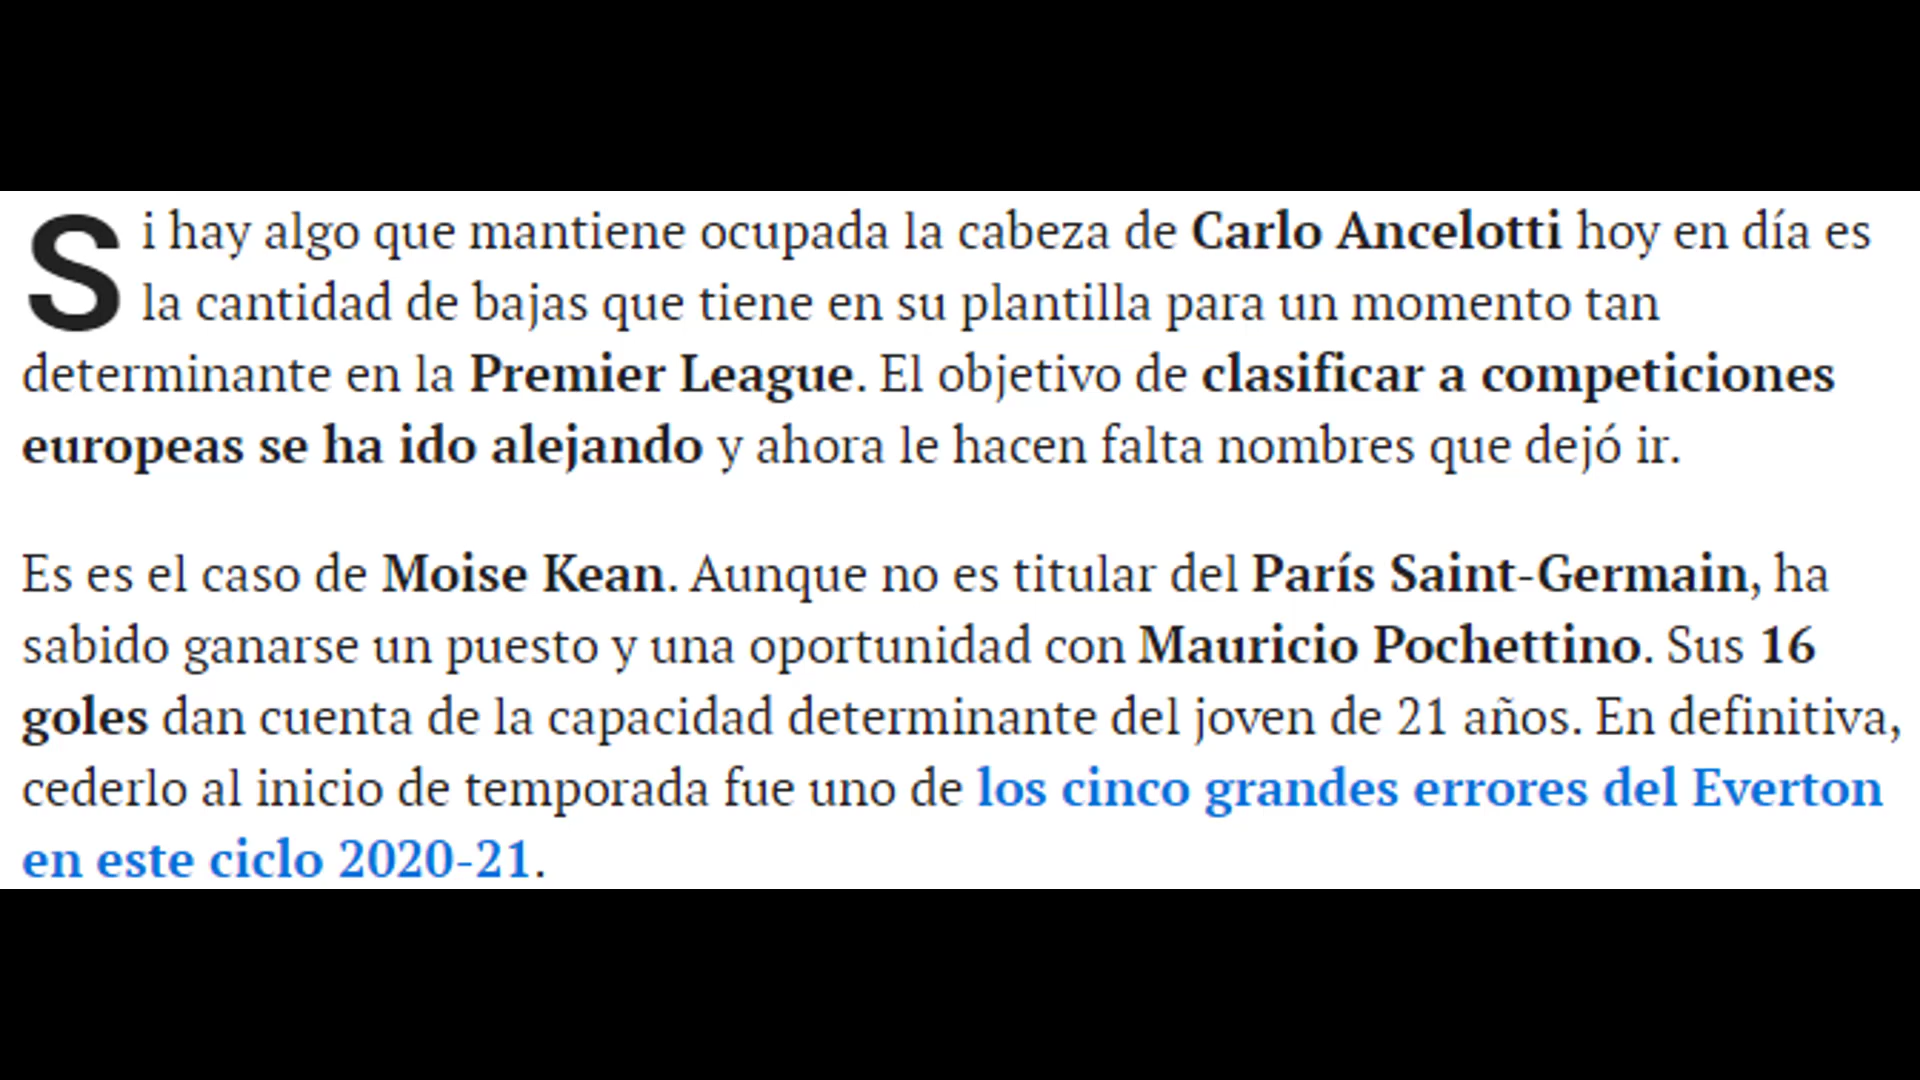 Si hay algo que mantiene ocupada la cabeza de Carlo Ancelotti hoy en día es
la cantidad de bajas que tiene en su plantilla para un momento tan
determinante en la Premier League. El objetivo de clasificar a competiciones
europeas se ha ido alejando y ahora le hacen falta nombres que dejó ir.
Es es el caso de Moise Kean. Aunque no es titular del París Saint-Germain, ha
sabido ganarse un puesto y una oportunidad con Mauricio Pochettino. Sus 16
goles dan cuenta de la capacidad determinante del joven de 21 años. En definitiva,
cederlo al inicio de temporada fue uno de los cinco grandes errores del Everton
en este ciclo 2020-21.